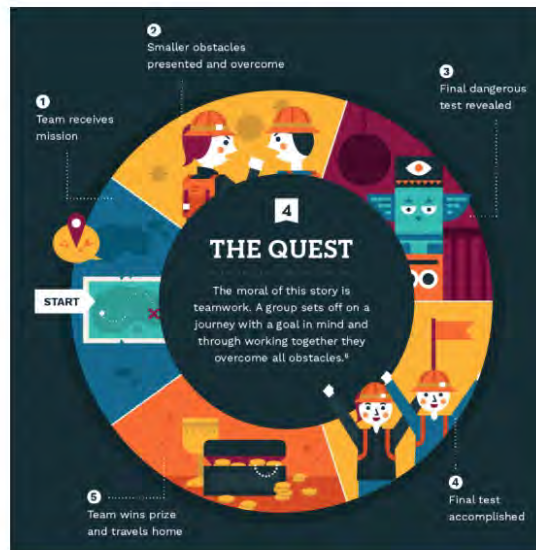 2
Smaller obstacles
presented and overcome
3
Final dangerous
test revealed
1
Team receives
mission
START
4
THE QUEST
The moral of this story is
teamwork. A group sets off on a
journey with a goal in mind and
through working together they
overcome all obstacles.
5
Team wins prize
and travels home
4
Final test
accomplished